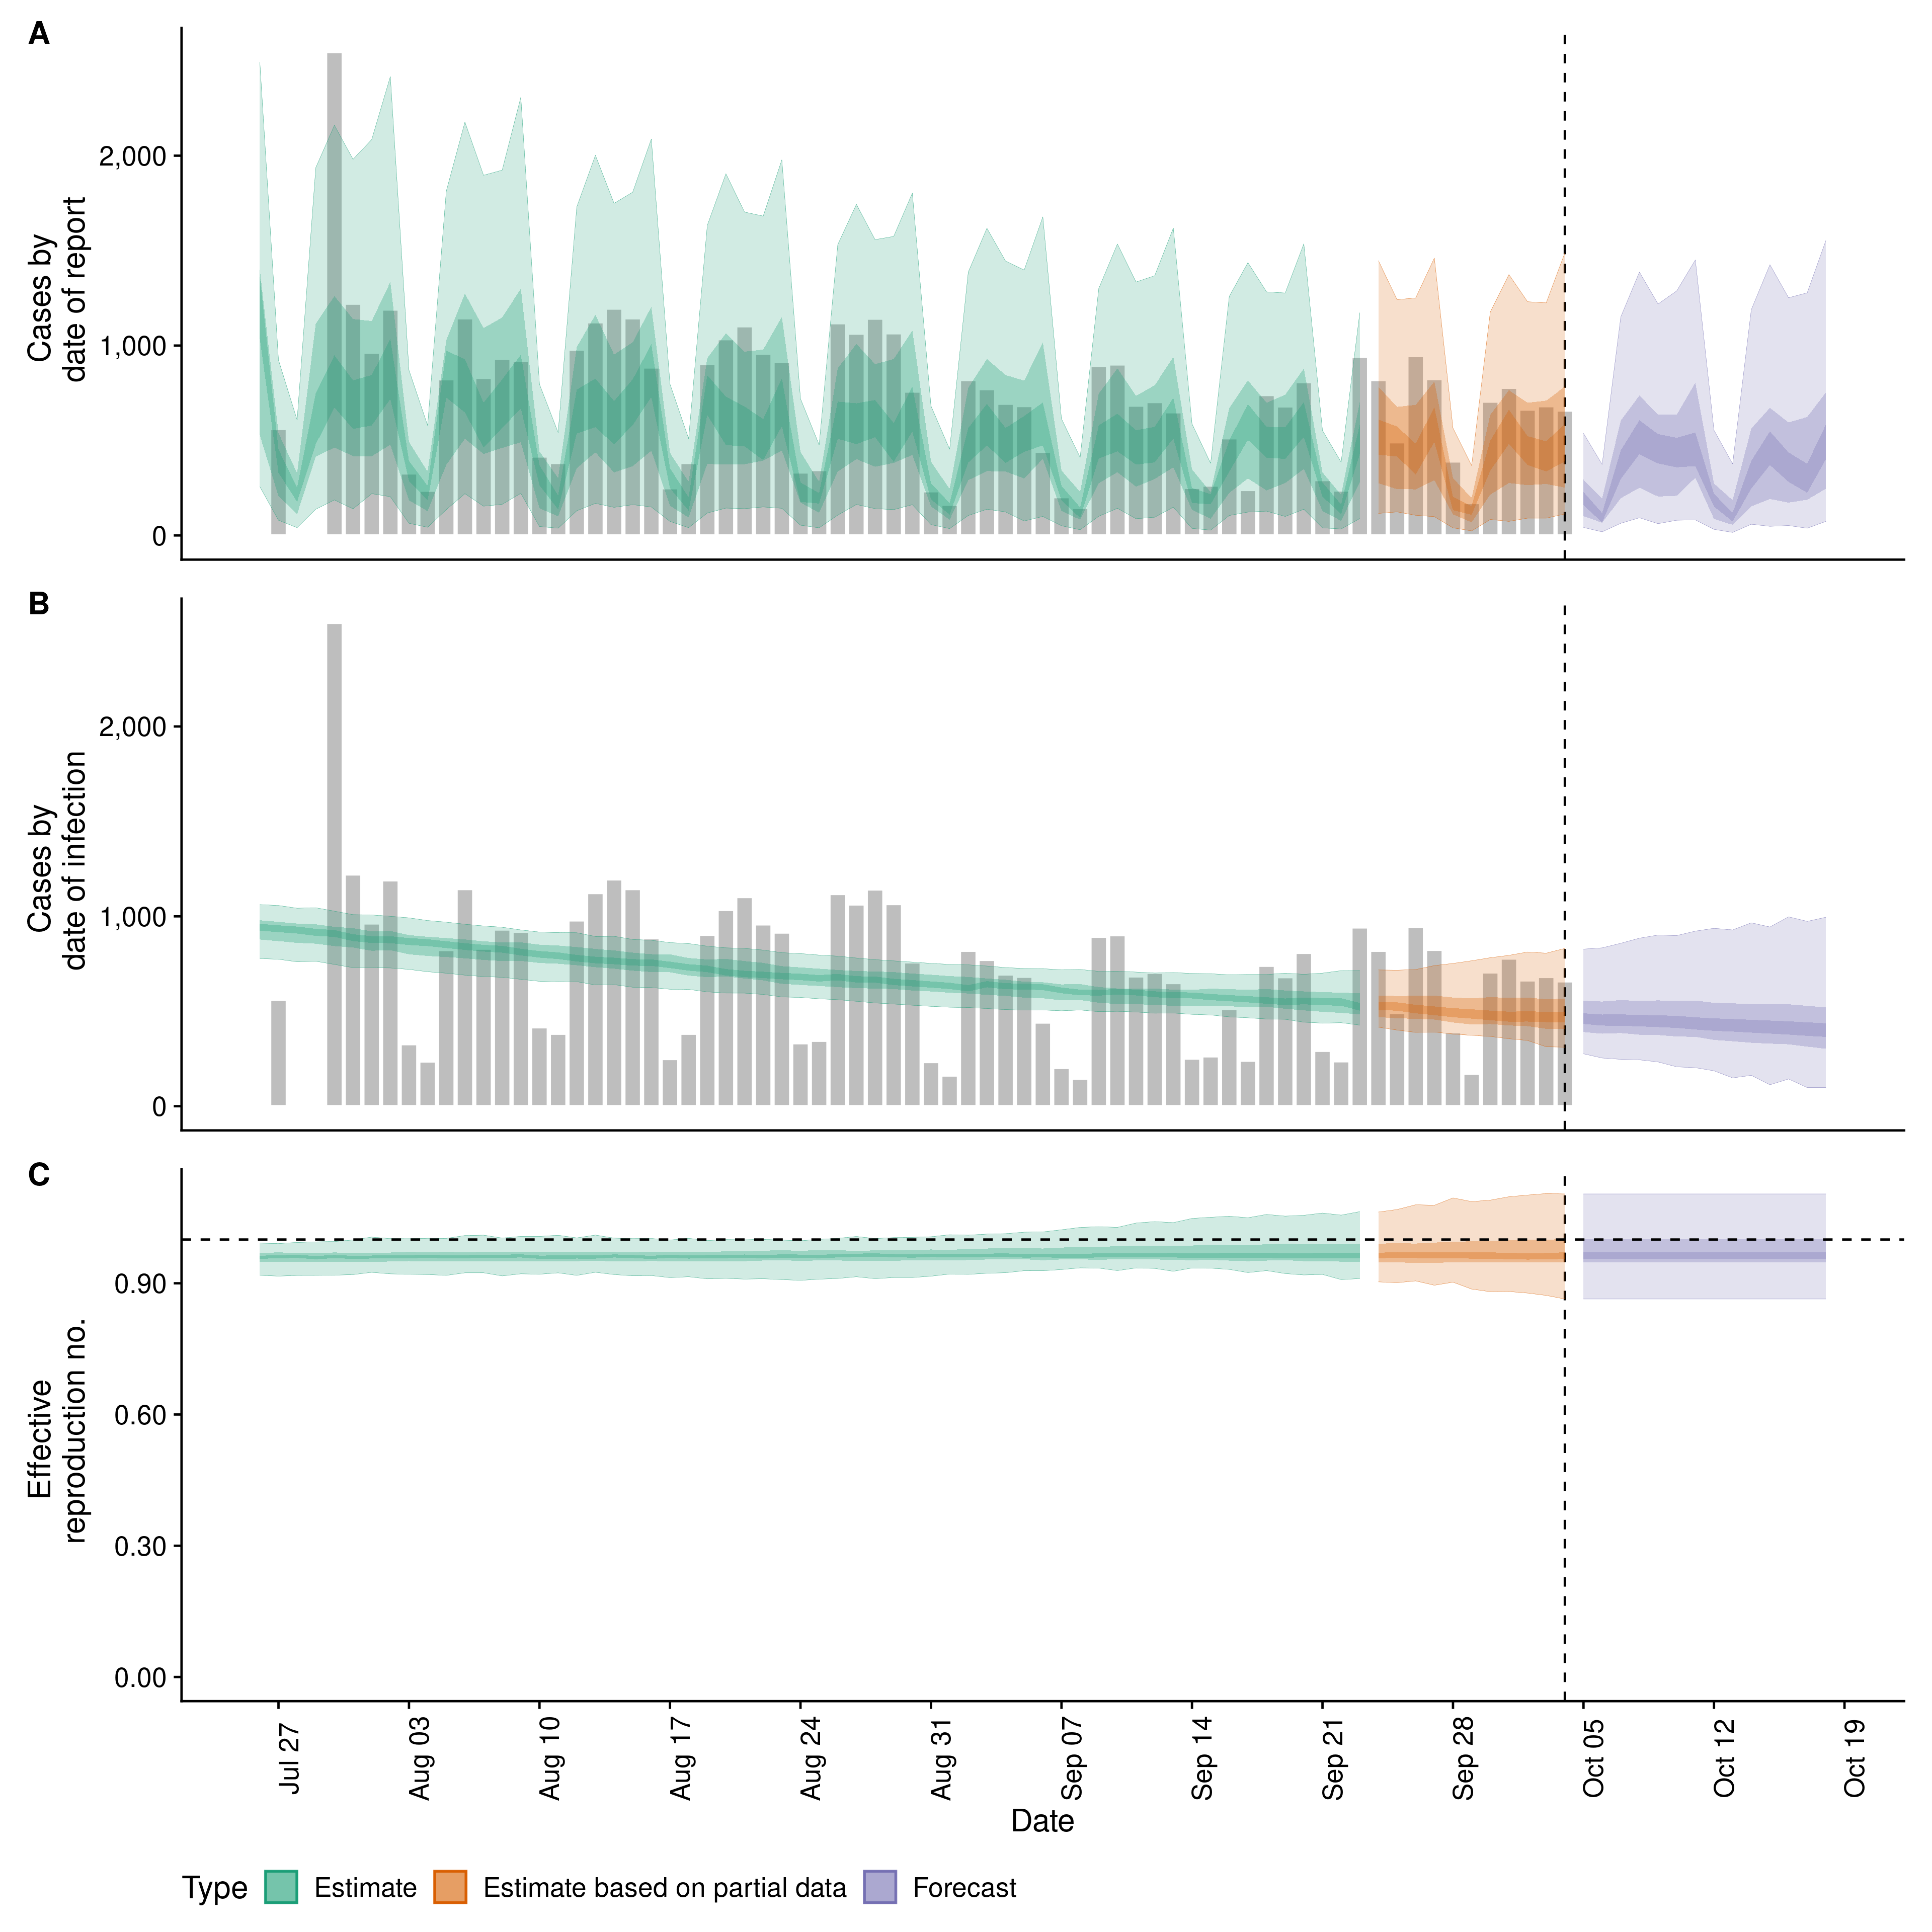 A
Cases by
date of report
2,000
1,000
0
B
Cases by
date of infection
2,000
1,000
0
C
Effective
reproduction no.
0.90
0.60
0.30
0.00
Jul 27
Aug 03
Aug 10
Aug 17
Aug 24
Aug 31
Sep 07
Sep 14
Sep 21
Sep 28
Oct 05
Oct 12
Oct 19
Date
Type Estimate Estimate based on partial data Forecast